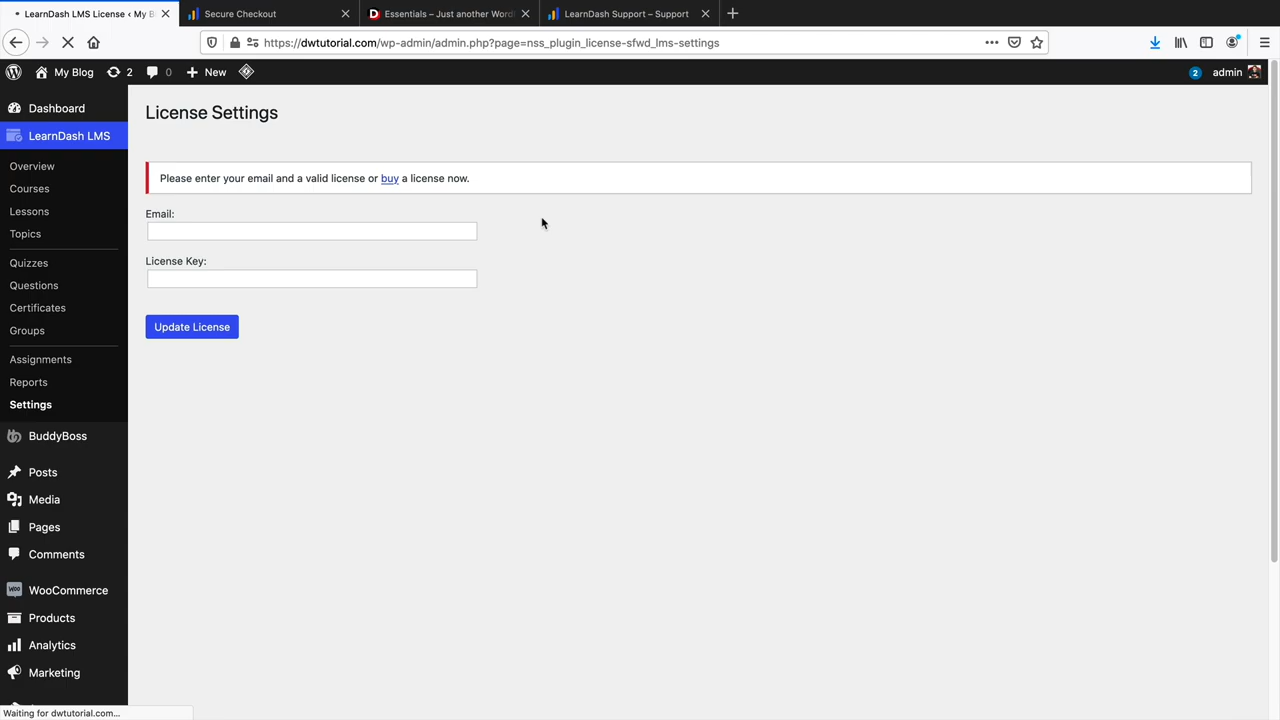 LearnDash LMS License ‹ My B
Secure Checkout
Essentials – Just another Word
LearnDash Support – Support
https://dwtutorial.com/wp-admin/admin.php?page=nss_plugin_license-sfwd_lms-settings
My Blog
2
0
New
2
admin
Dashboard
LearnDash LMS
Overview
Courses
Lessons
Topics
Quizzes
Questions
Certificates
Groups
Assignments
Reports
Settings
BuddyBoss
Posts
Media
Pages
Comments
WooCommerce
Products
Analytics
Marketing
License Settings
Please enter your email and a valid license or buy a license now.
Email:
License Key:
Update License
Waiting for dwtutorial.com...